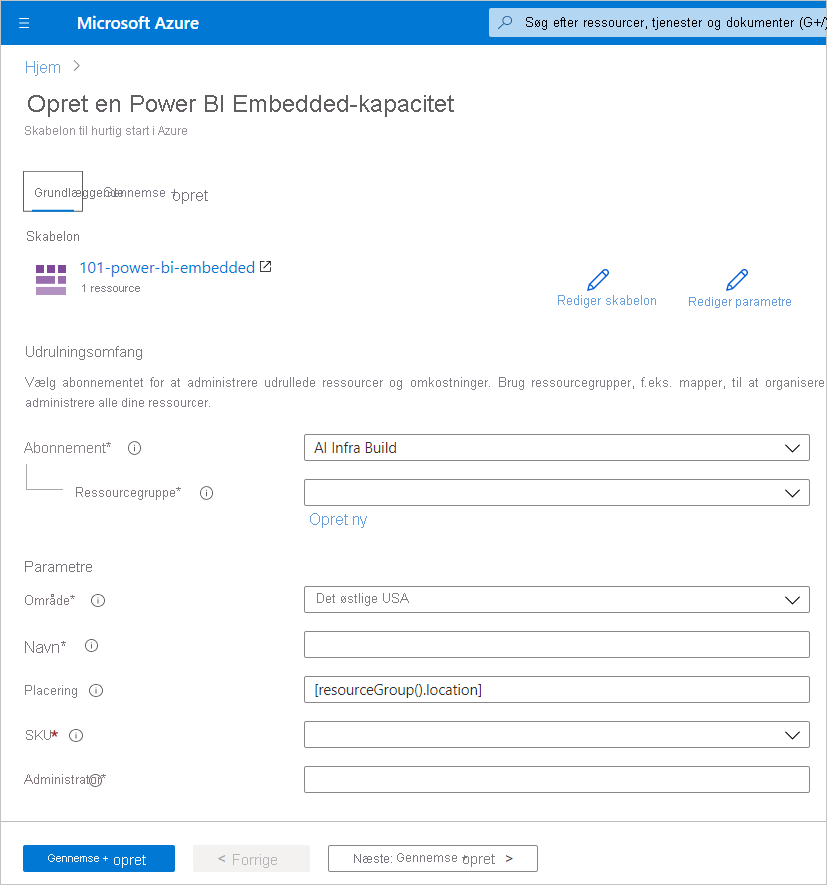 Microsoft Azure
Søg efter ressourcer, tjenester og dokumenter (G+/)
Hjem >
Opret en Power BI Embedded-kapacitet
Skabelon til hurtig start i Azure
Grundlæggende Gennemse + opret
Skabelon
101-power-bi-embedded
1 ressource
Rediger skabelon
Rediger parametre
Udrulningsomfang
Vælg abonnementet for at administrere udrullede ressourcer og omkostninger. Brug ressourcegrupper, f.eks. mapper, til at organisere
administrere alle dine ressourcer.
Abonnement*
AI Infra Build
Ressourcegruppe*
Opret ny
Parametre
Område*
Det østlige USA
Navn*
Placering
[resourceGroup().location]
SKU*
Administrator*
Gennemse + opret
< Forrige
Næste: Gennemse + opret >